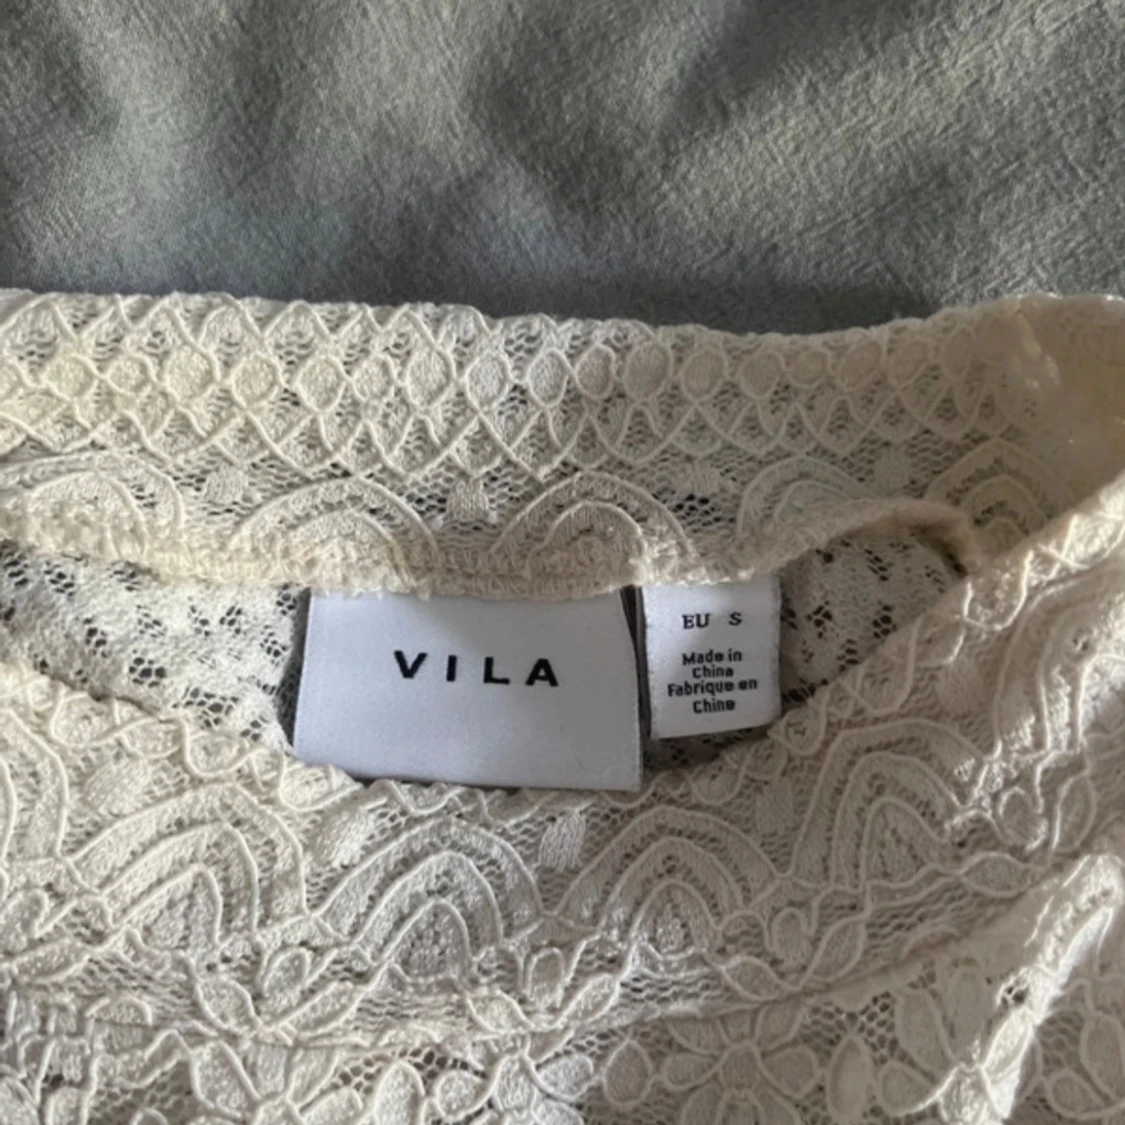 VILA
EU S
Made in
China
Fabrique en
Chine